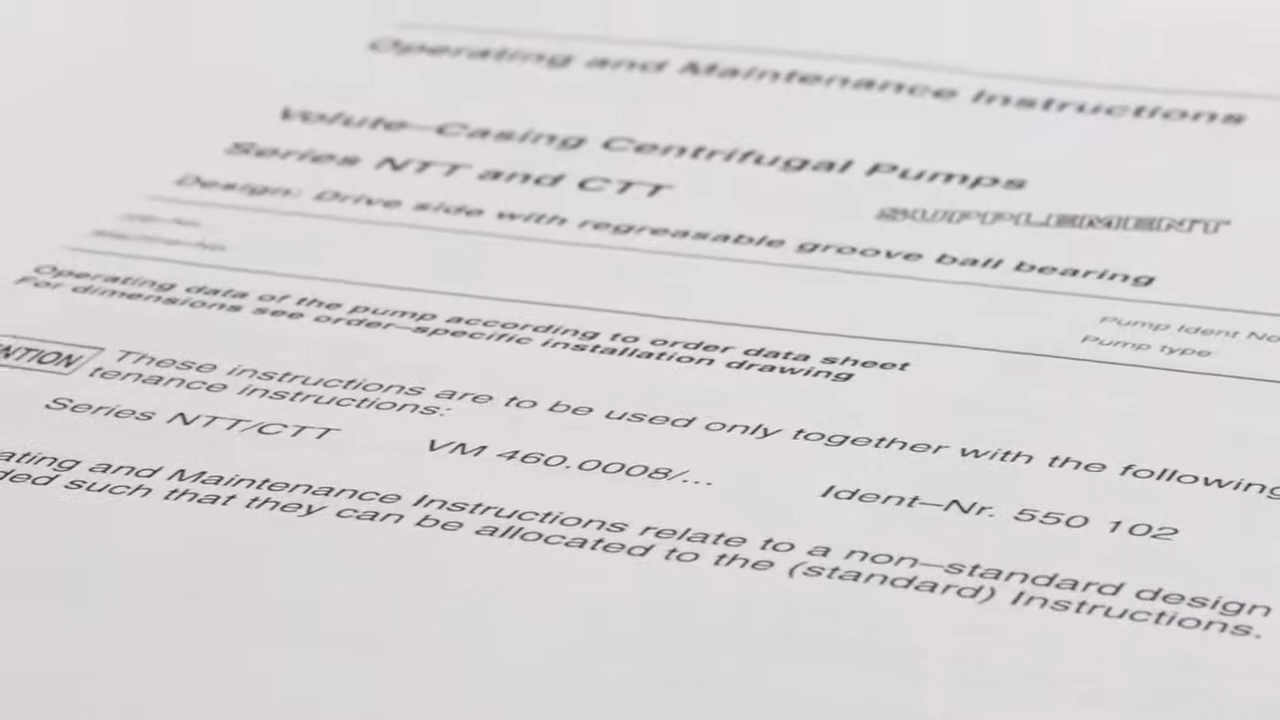 Operating and Maintenance Instructions
Volute–Casing Centrifugal Pumps
Series NTT and CTT
SUPPLEMENT
Design: Drive side with regreasable groove ball bearing
Pump Ident No
Pump type:
Operating data of the pump according to order data sheet
For dimensions see order–specific installation drawing
NTION
These instructions are to be used only together with the following
tenance instructions:
Series NTT/CTT VM 460.0008/... Ident–Nr. 550 102
ating and Maintenance Instructions relate to a non–standard design
ded such that they can be allocated to the (standard) Instructions.